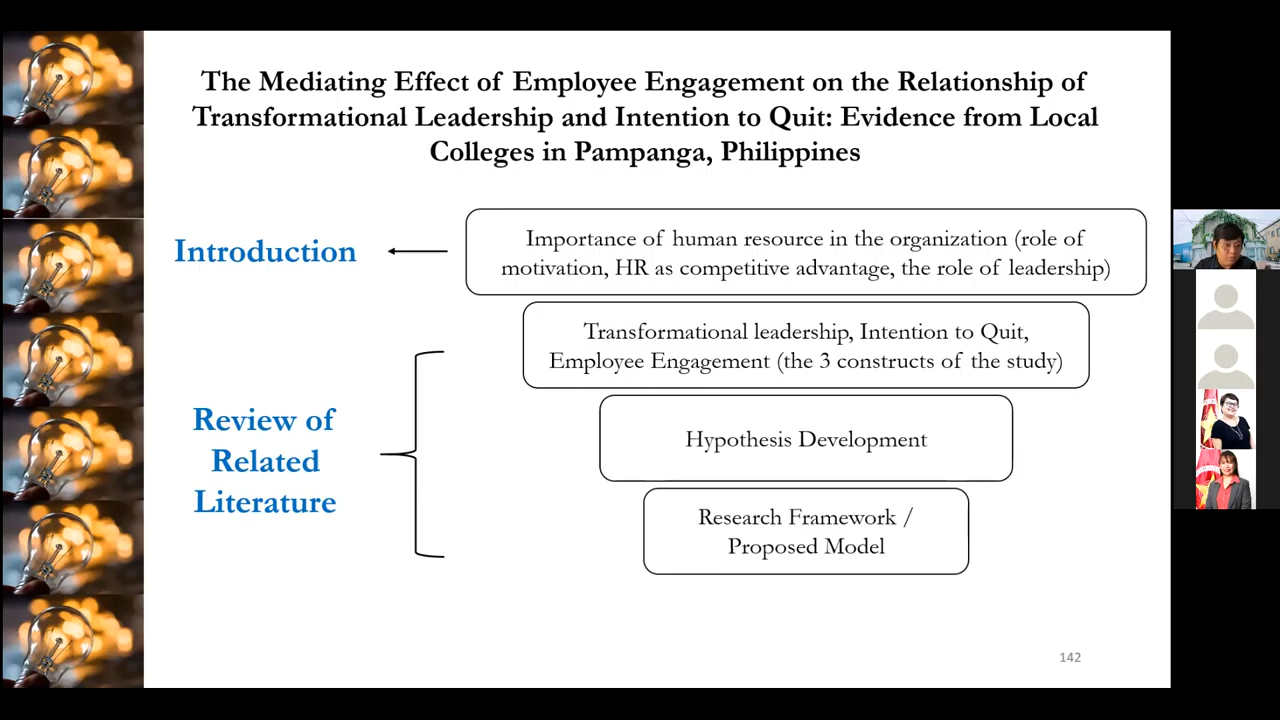 The Mediating Effect of Employee Engagement on the Relationship of
Transformational Leadership and Intention to Quit: Evidence from Local
Colleges in Pampanga, Philippines
Introduction
Importance of human resource in the organization (role of
motivation, HR as competitive advantage, the role of leadership)
Transformational leadership, Intention to Quit,
Employee Engagement (the 3 constructs of the study)
Review of
Related
Literature
Hypothesis Development
Research Framework /
Proposed Model
142